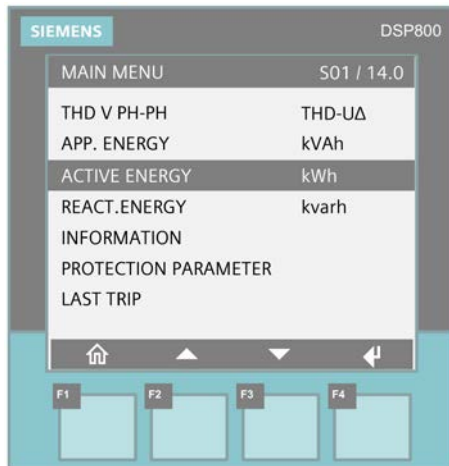 SIEMENS DSP800
MAIN MENU S01 / 14.0
THD V PH-PH THD-UΔ
APP. ENERGY kVAh
ACTIVE ENERGY kWh
REACT.ENERGY kvarh
INFORMATION
PROTECTION PARAMETER
LAST TRIP
F1 F2 F3 F4